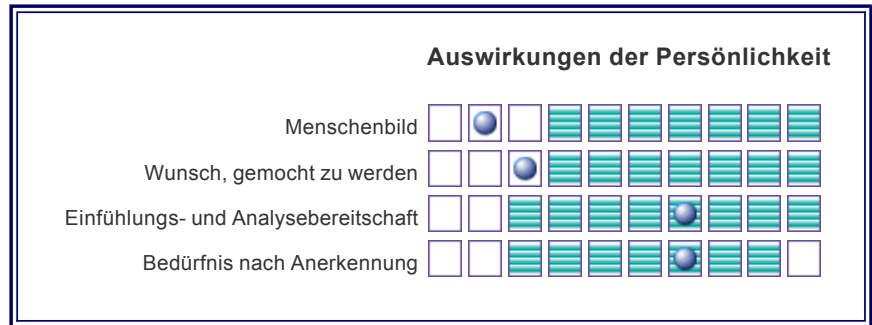 Auswirkungen der Persönlichkeit
Menschenbild
Wunsch, gemocht zu werden
Einfühlungs- und Analysebereitschaft
Bedürfnis nach Anerkennung